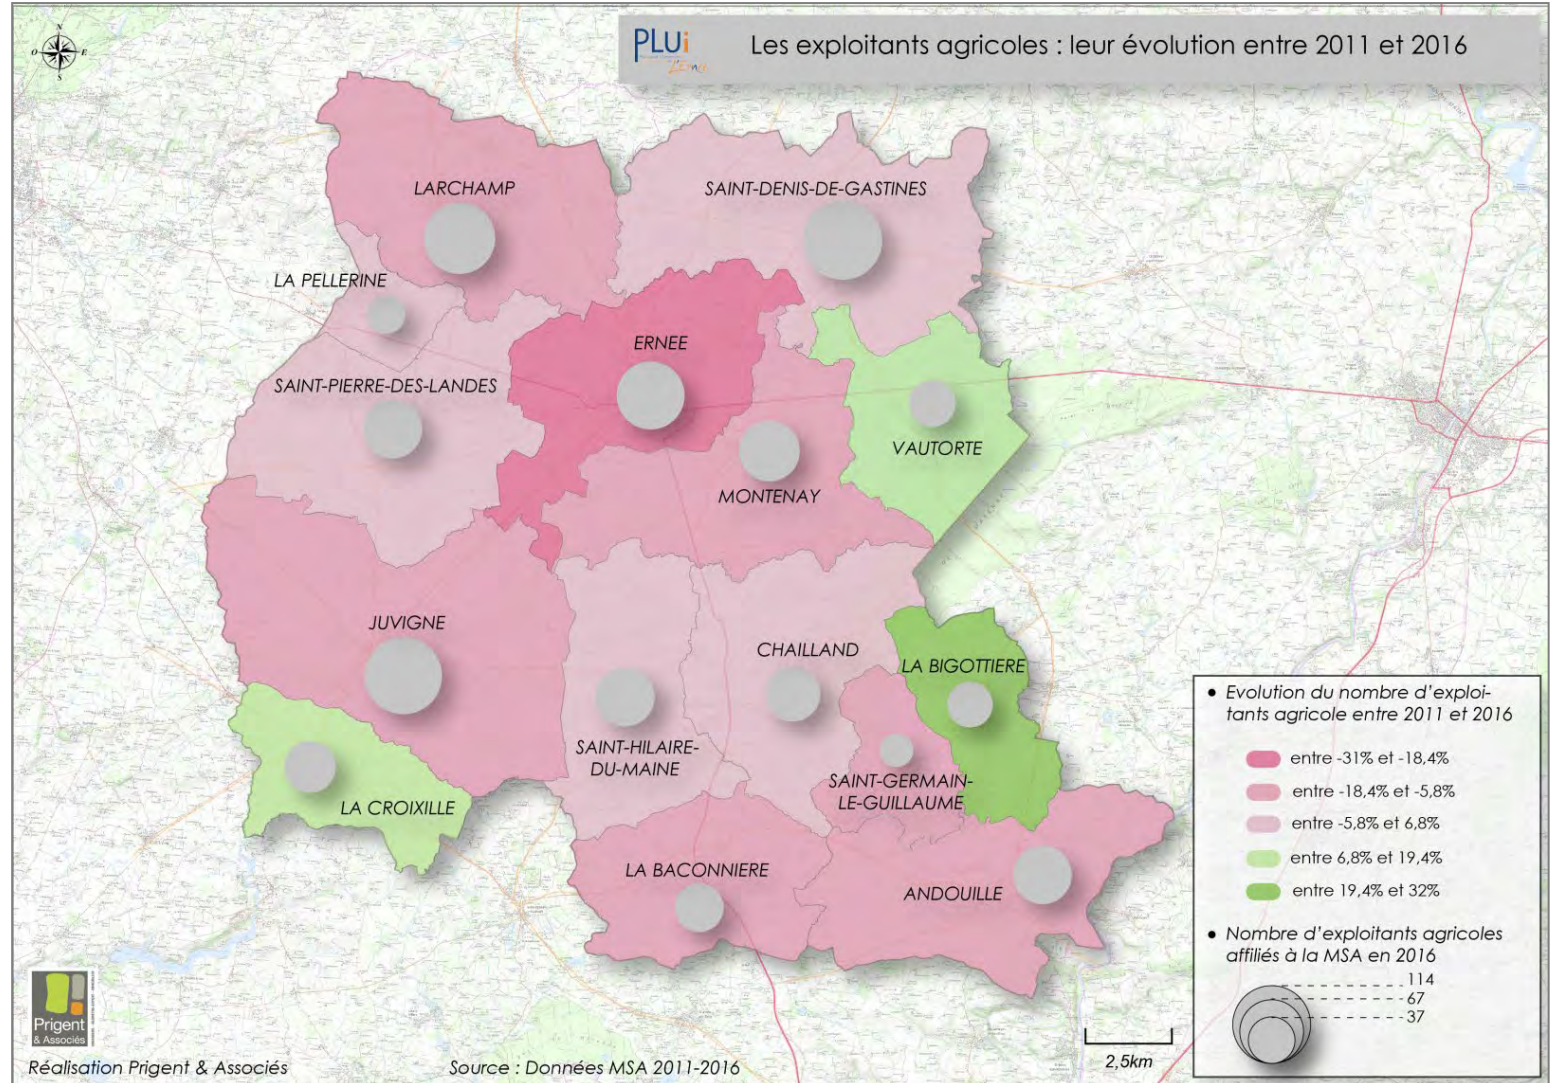 PLUi
L'Ernée
Les exploitants agricoles : leur évolution entre 2011 et 2016
N
O
E
S
LARCHAMP
SAINT-DENIS-DE-GASTINES
LA PELLERINE
ERNEE
SAINT-PIERRE-DES-LANDES
VAUTORTE
MONTENAY
JUVIGNE
CHAILLAND
LA BIGOTTIERE
SAINT-HILAIRE-
DU-MAINE
SAINT-GERMAIN-
LE-GUILLAUME
LA CROIXILLE
LA BACONNIERE
ANDOUILLE
• Evolution du nombre d'exploi-
tants agricole entre 2011 et 2016
entre -31% et -18,4%
entre -18,4% et -5,8%
entre -5,8% et 6,8%
entre 6,8% et 19,4%
entre 19,4% et 32%
• Nombre d'exploitants agricoles
affiliés à la MSA en 2016
114
67
37
2,5km
Prigent
& Associés
Réalisation Prigent & Associés
Source : Données MSA 2011-2016